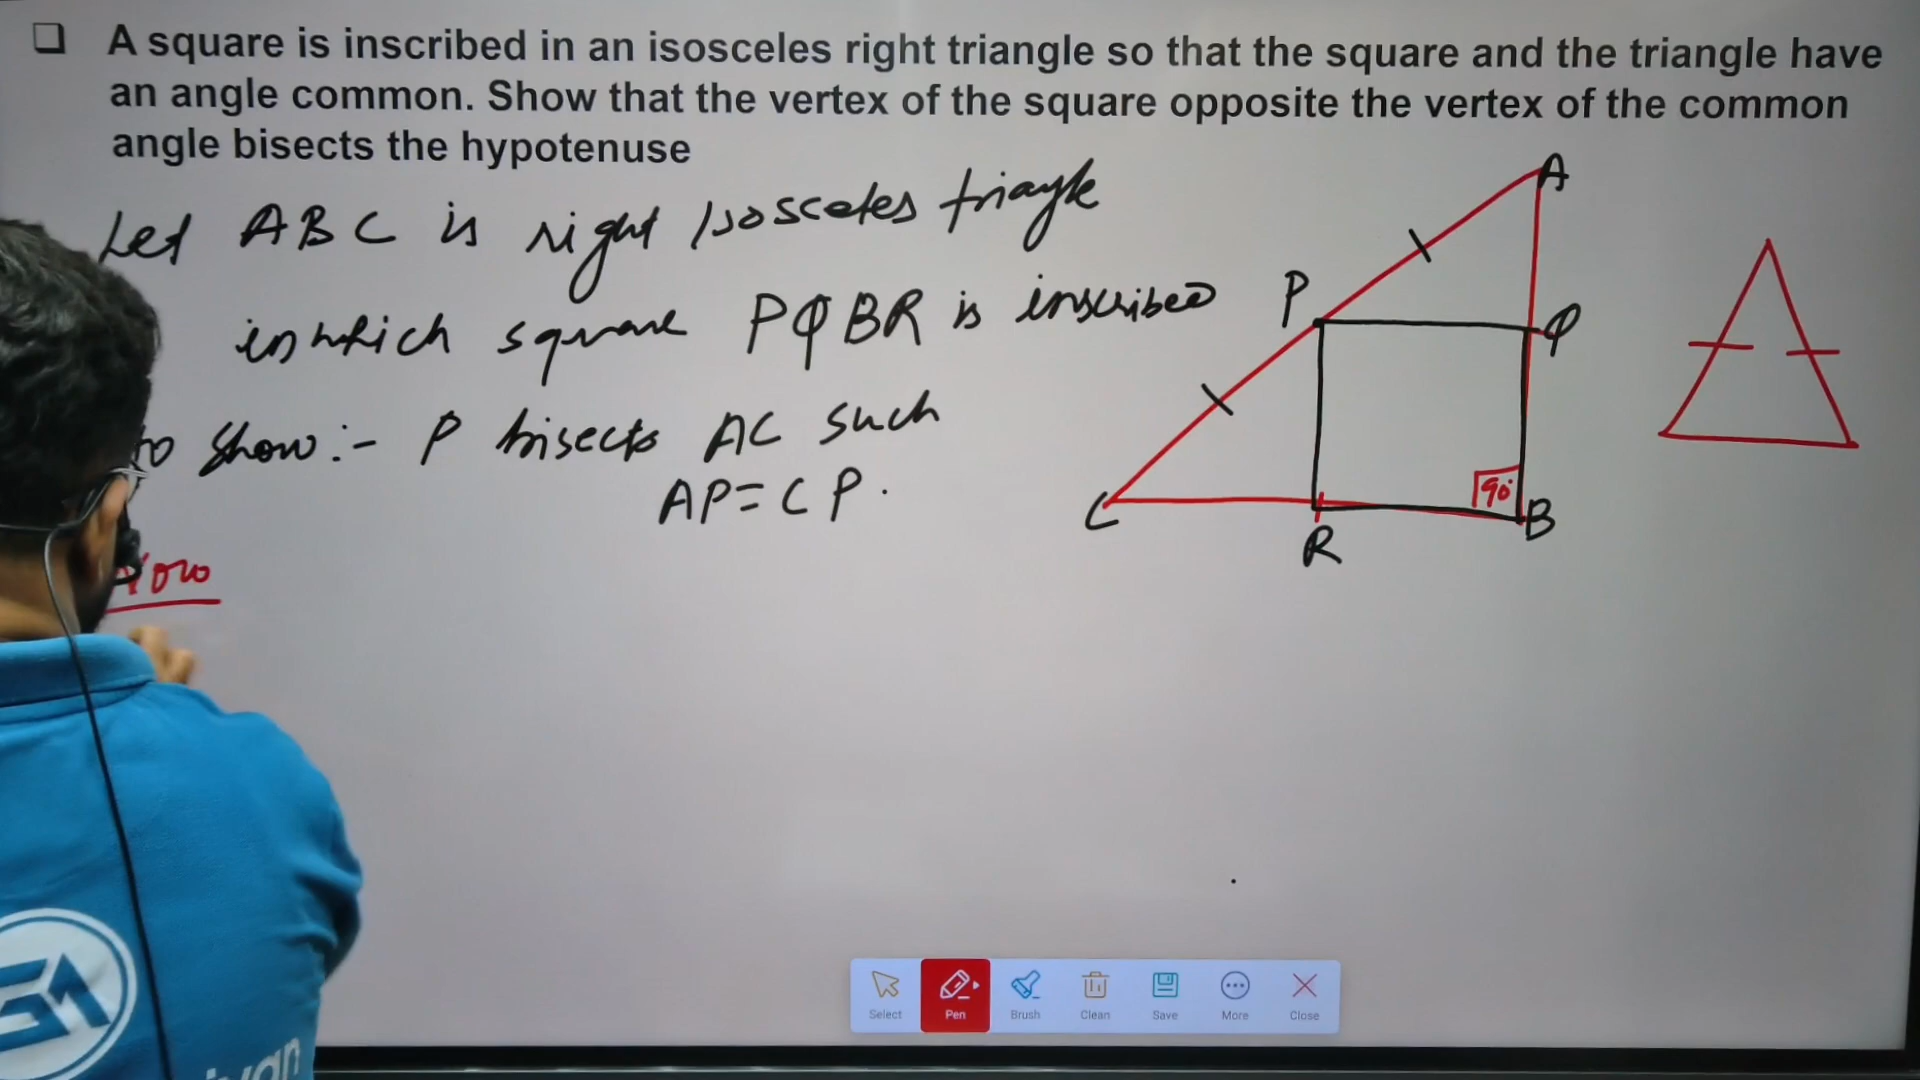 A square is inscribed in an isosceles right triangle so that the square and the triangle have
an angle common. Show that the vertex of the square opposite the vertex of the common
angle bisects the hypotenuse
Let ABC is right Isosceles triangle
in which square PQBR is inscribed
to show:- P bisects AC such
AP=CP.
A
P
Q
90°
C
R
B
Select Pen Brush Clean Save More Close